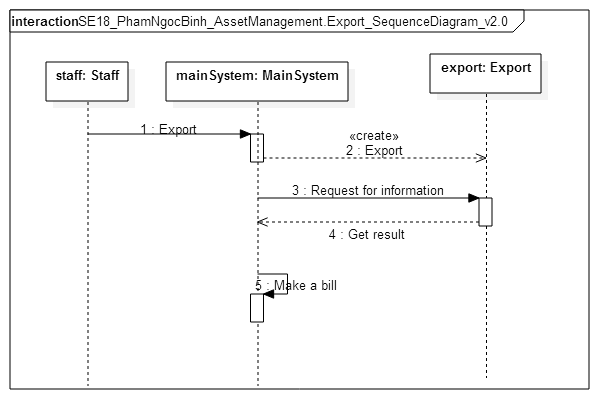 interactionSE18_PhamNgocBinh_AssetManagement.Export_SequenceDiagram_v2.0
staff: Staff
mainSystem: MainSystem
export: Export
1 : Export
«create»
2 : Export
3 : Request for information
4 : Get result
5 : Make a bill